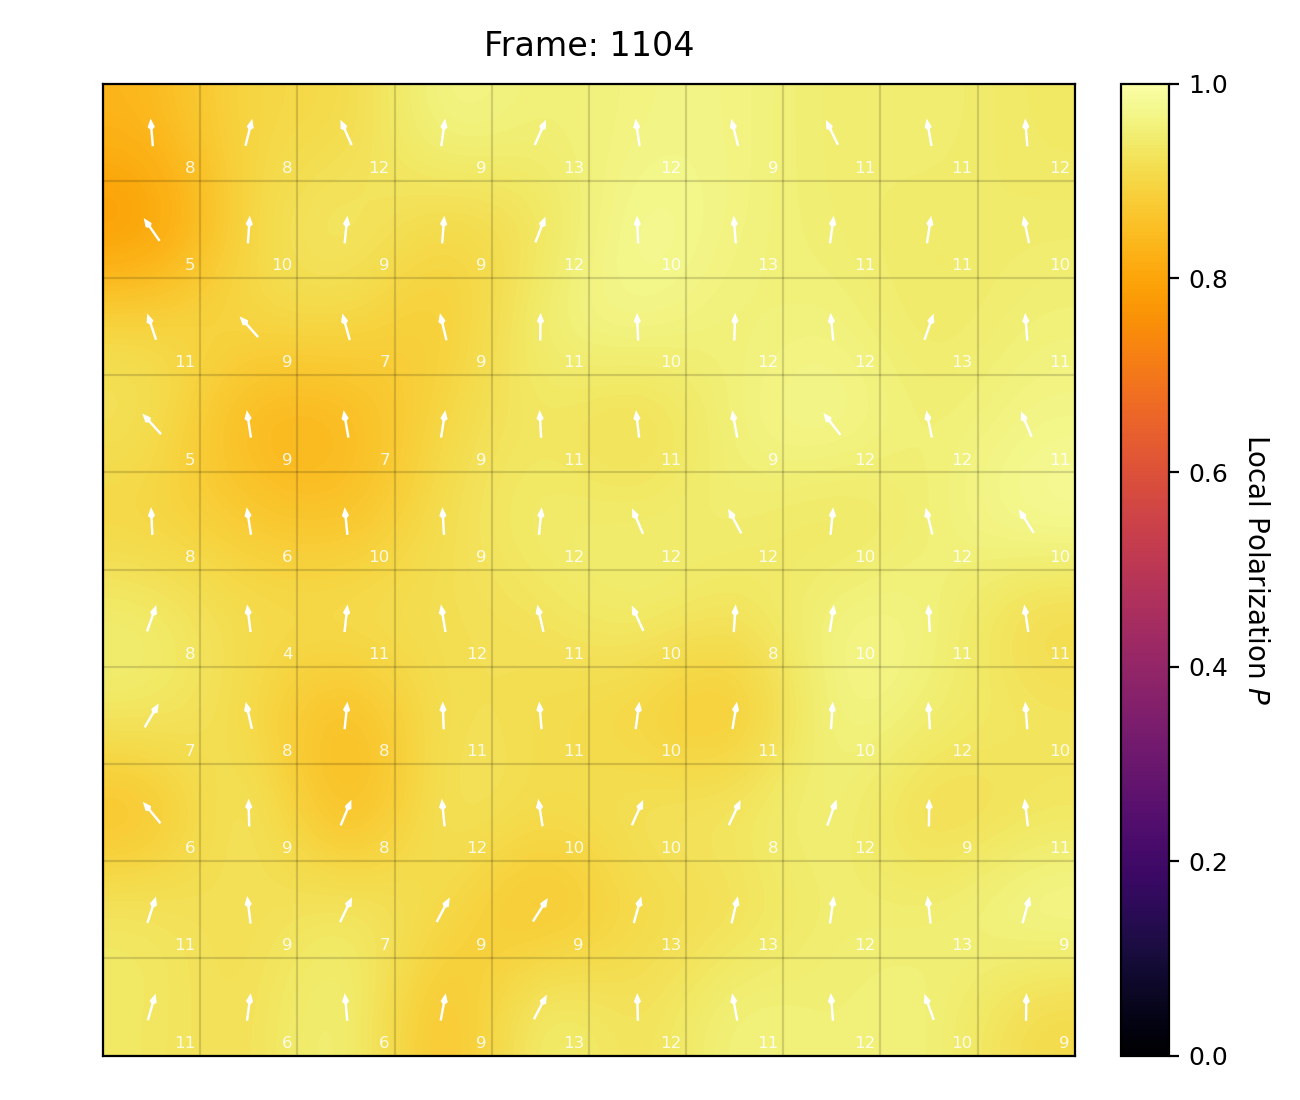 Frame: 1104
8 8 12 9 13 12 9 11 11 12
5 10 9 9 12 10 13 11 11 10
11 9 7 9 11 10 12 12 13 11
5 9 7 9 11 11 9 12 12 11
8 6 10 9 12 12 12 10 12 10
8 4 11 12 11 10 8 10 11 11
7 8 8 11 11 10 11 10 12 10
6 9 8 12 10 10 8 12 9 11
11 9 7 9 9 13 13 12 13 9
11 6 6 9 13 12 11 12 10 9
1.0
0.8
0.6
0.4
0.2
0.0
Local Polarization P